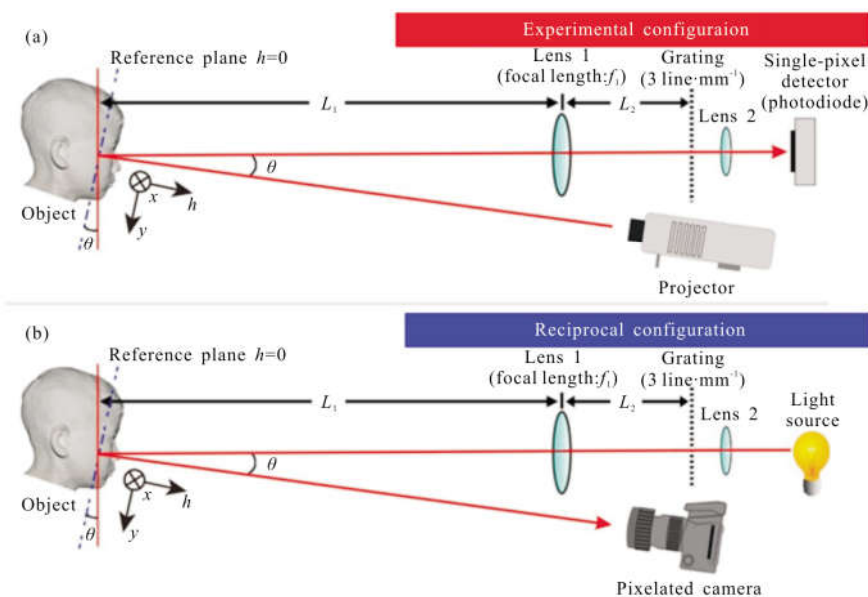 (a)
Experimental configuraion
Reference plane h=0
Lens 1
(focal length:f₁)
Grating
(3 line·mm⁻¹)
Single-pixel
detector
(photodiode)
L₁
L₂
Lens 2
θ
x
h
y
Object
θ
Projector
(b)
Reciprocal configuration
Reference plane h=0
Lens 1
(focal length:f₁)
Grating
(3 line·mm⁻¹)
Light
source
L₁
L₂
Lens 2
θ
x
h
y
Object
θ
Pixelated camera